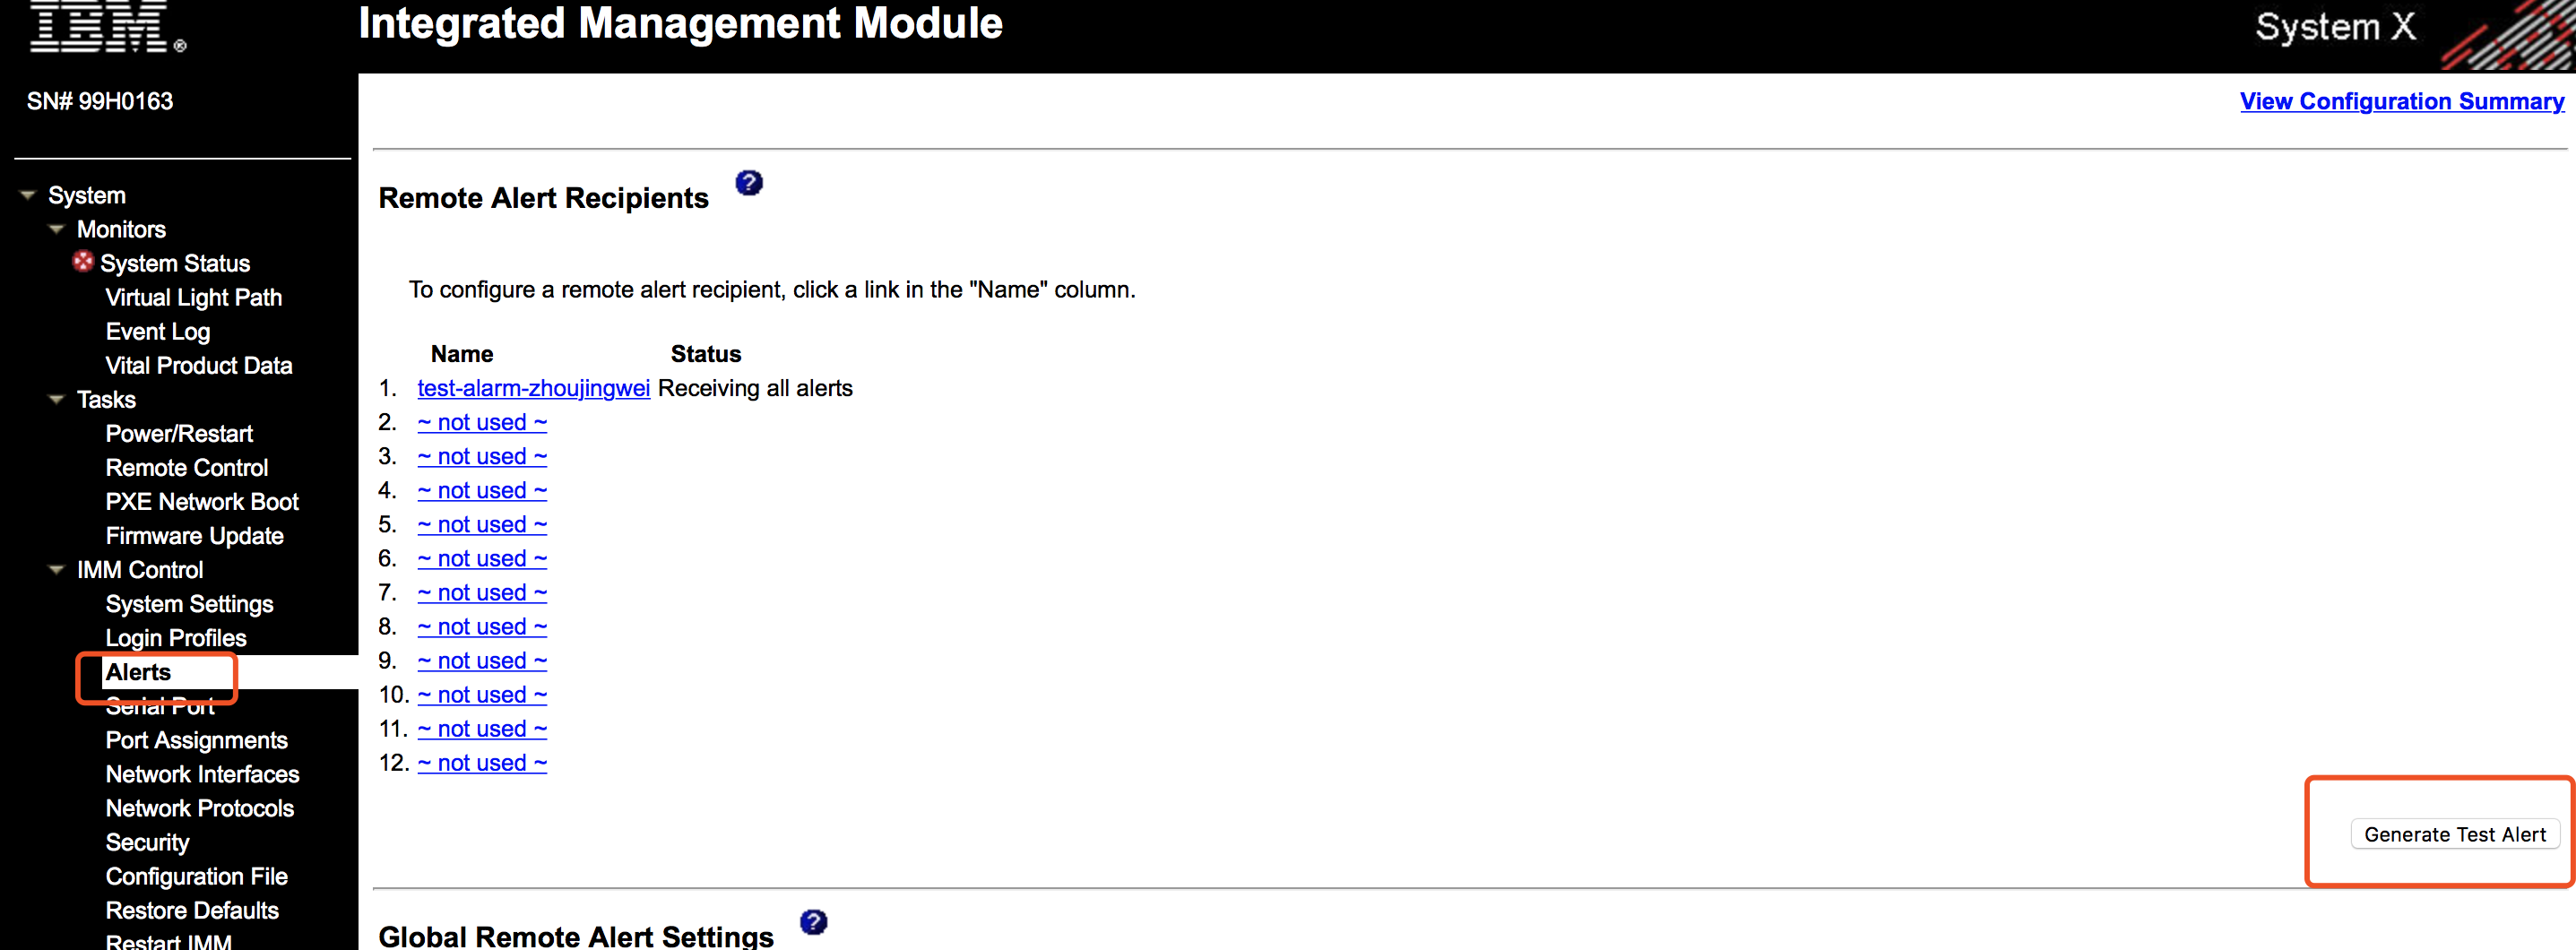 IBM®
Integrated Management Module
System X
SN# 99H0163
View Configuration Summary
System
Monitors
System Status
Virtual Light Path
Event Log
Vital Product Data
Tasks
Power/Restart
Remote Control
PXE Network Boot
Firmware Update
IMM Control
System Settings
Login Profiles
Alerts
Serial Port
Port Assignments
Network Interfaces
Network Protocols
Security
Configuration File
Restore Defaults
Restart IMM
Remote Alert Recipients ?
To configure a remote alert recipient, click a link in the "Name" column.
Name Status
1. test-alarm-zhoujingwei Receiving all alerts
2. ~ not used ~
3. ~ not used ~
4. ~ not used ~
5. ~ not used ~
6. ~ not used ~
7. ~ not used ~
8. ~ not used ~
9. ~ not used ~
10. ~ not used ~
11. ~ not used ~
12. ~ not used ~
Generate Test Alert
Global Remote Alert Settings ?